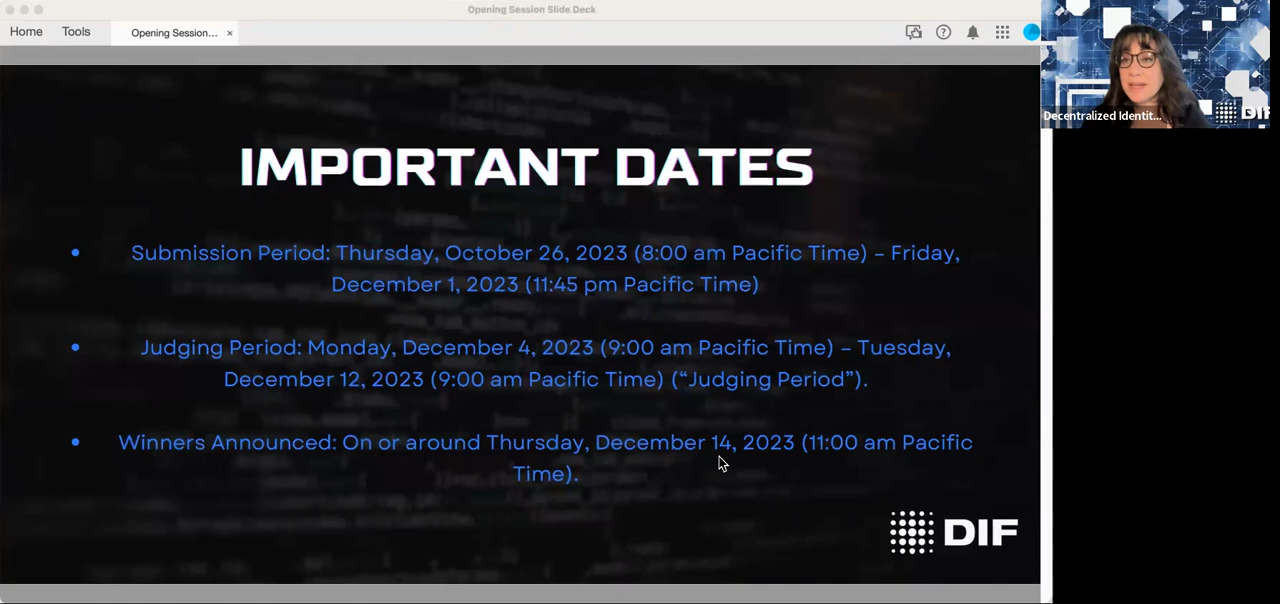 Opening Session Slide Deck
Home Tools Opening Session... ×
Decentralized Identit...
DIF
IMPORTANT DATES
• Submission Period: Thursday, October 26, 2023 (8:00 am Pacific Time) – Friday,
December 1, 2023 (11:45 pm Pacific Time)
• Judging Period: Monday, December 4, 2023 (9:00 am Pacific Time) – Tuesday,
December 12, 2023 (9:00 am Pacific Time) (“Judging Period”).
• Winners Announced: On or around Thursday, December 14, 2023 (11:00 am Pacific
Time).
DIF